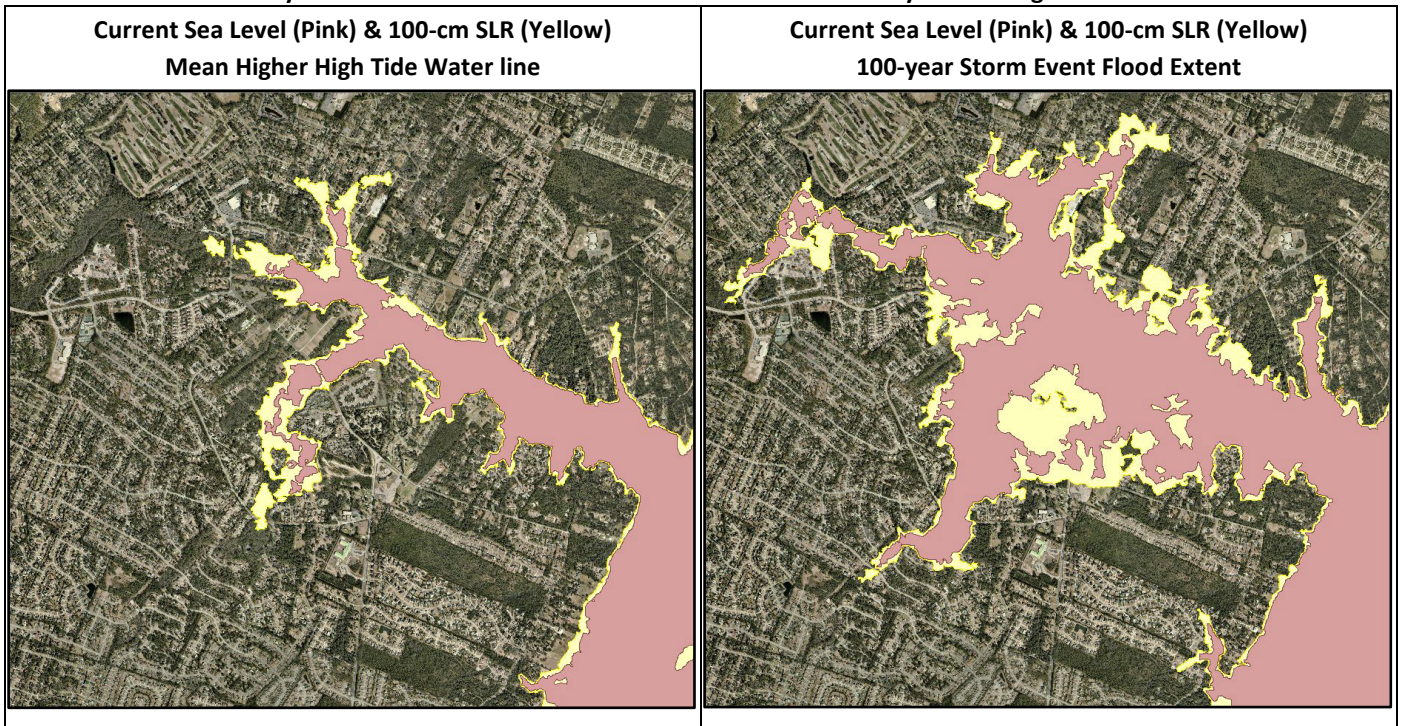 Current Sea Level (Pink) & 100-cm SLR (Yellow)
Mean Higher High Tide Water line
Current Sea Level (Pink) & 100-cm SLR (Yellow)
100-year Storm Event Flood Extent